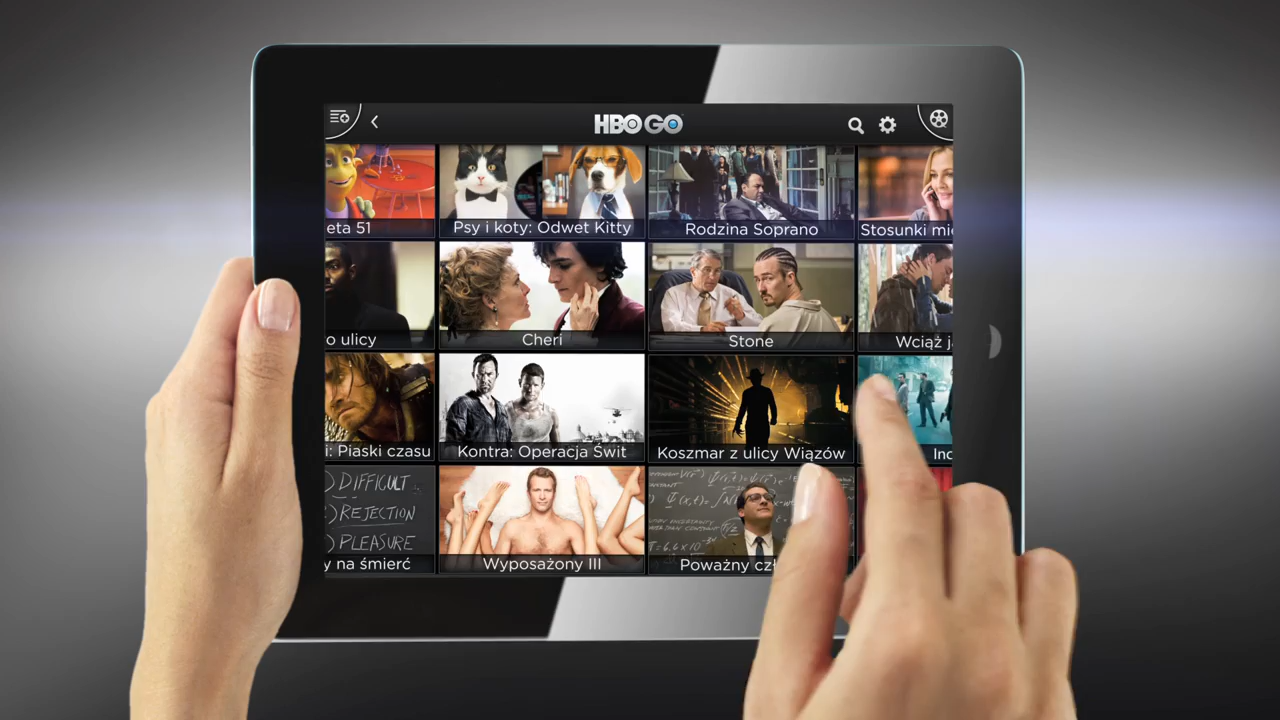 HBO GO
eta 51
Psy i koty: Odwet Kitty
Rodzina Soprano
Stosunki mi
o ulicy
Cheri
Stone
Wciąż j
i: Piaski czasu
Kontra: Operacja Świt
Koszmar z ulicy Wiązów
Inc
DIFFICULT
REJECTION
PLEASURE
y na śmierć
Wyposażony III
Poważny cz